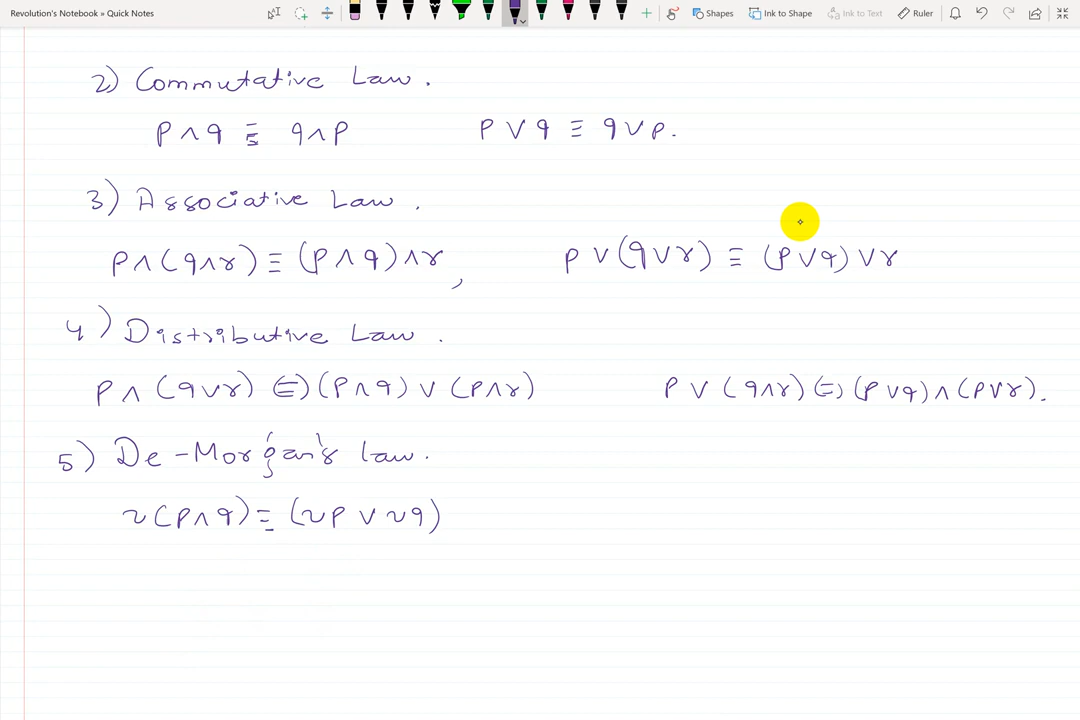 Revolution's Notebook » Quick Notes
Shapes Ink to Shape Ink to Text Ruler
2) Commutative Law.
p ∧ q ≡ q ∧ p p ∨ q ≡ q ∨ p.
3) Associative Law.
p ∧ (q ∧ r) ≡ (p ∧ q) ∧ r, p ∨ (q ∨ r) ≡ (p ∨ q) ∨ r
4) Distributive Law.
p ∧ (q ∨ r) ≡ (p ∧ q) ∨ (p ∧ r) p ∨ (q ∧ r) ≡ (p ∨ q) ∧ (p ∨ r).
5) De-Morgan's law.
~(p ∧ q) ≡ (~p ∨ ~q)